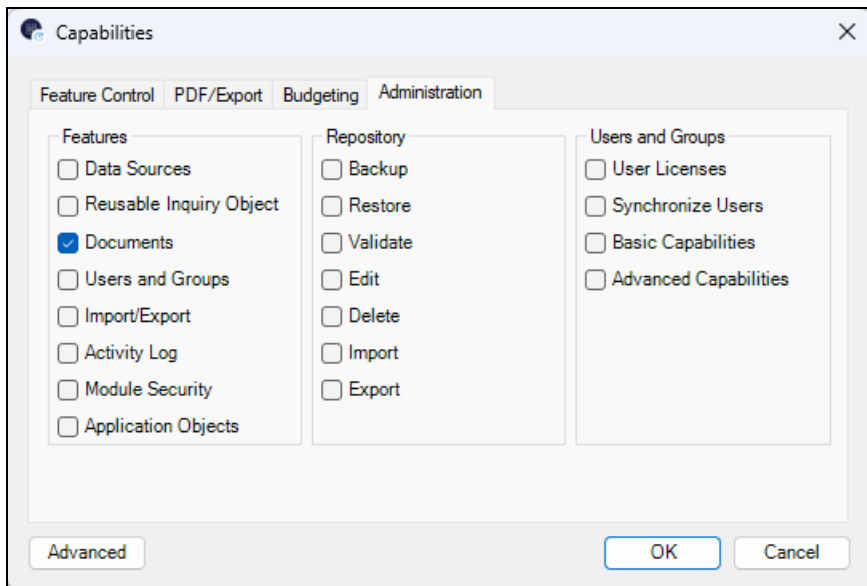 Capabilities
Feature Control PDF/Export Budgeting Administration
Features
Data Sources
Reusable Inquiry Object
Documents
Users and Groups
Import/Export
Activity Log
Module Security
Application Objects
Repository
Backup
Restore
Validate
Edit
Delete
Import
Export
Users and Groups
User Licenses
Synchronize Users
Basic Capabilities
Advanced Capabilities
Advanced OK Cancel